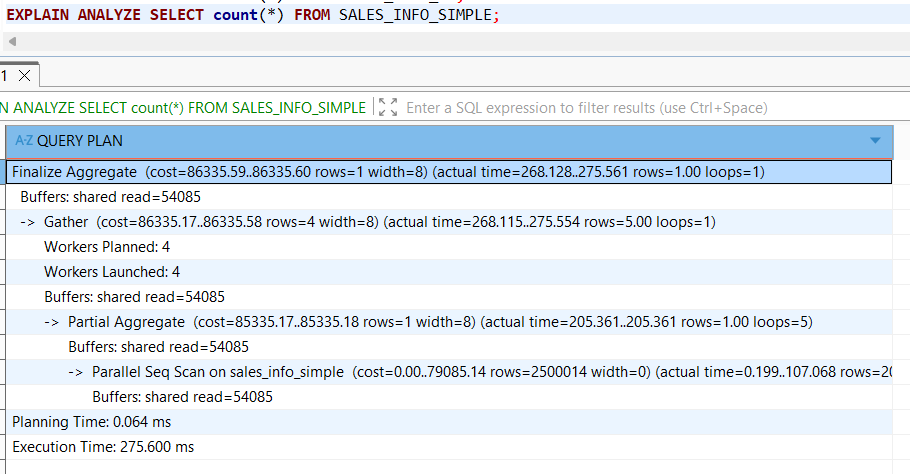 EXPLAIN ANALYZE SELECT count(*) FROM SALES_INFO_SIMPLE;
1
N ANALYZE SELECT count(*) FROM SALES_INFO_SIMPLE Enter a SQL expression to filter results (use Ctrl+Space)
A-Z QUERY PLAN
Finalize Aggregate (cost=86335.59..86335.60 rows=1 width=8) (actual time=268.128..275.561 rows=1.00 loops=1)
Buffers: shared read=54085
-> Gather (cost=86335.17..86335.58 rows=4 width=8) (actual time=268.115..275.554 rows=5.00 loops=1)
Workers Planned: 4
Workers Launched: 4
Buffers: shared read=54085
-> Partial Aggregate (cost=85335.17..85335.18 rows=1 width=8) (actual time=205.361..205.361 rows=1.00 loops=5)
Buffers: shared read=54085
-> Parallel Seq Scan on sales_info_simple (cost=0.00..79085.14 rows=2500014 width=0) (actual time=0.199..107.068 rows=20
Buffers: shared read=54085
Planning Time: 0.064 ms
Execution Time: 275.600 ms